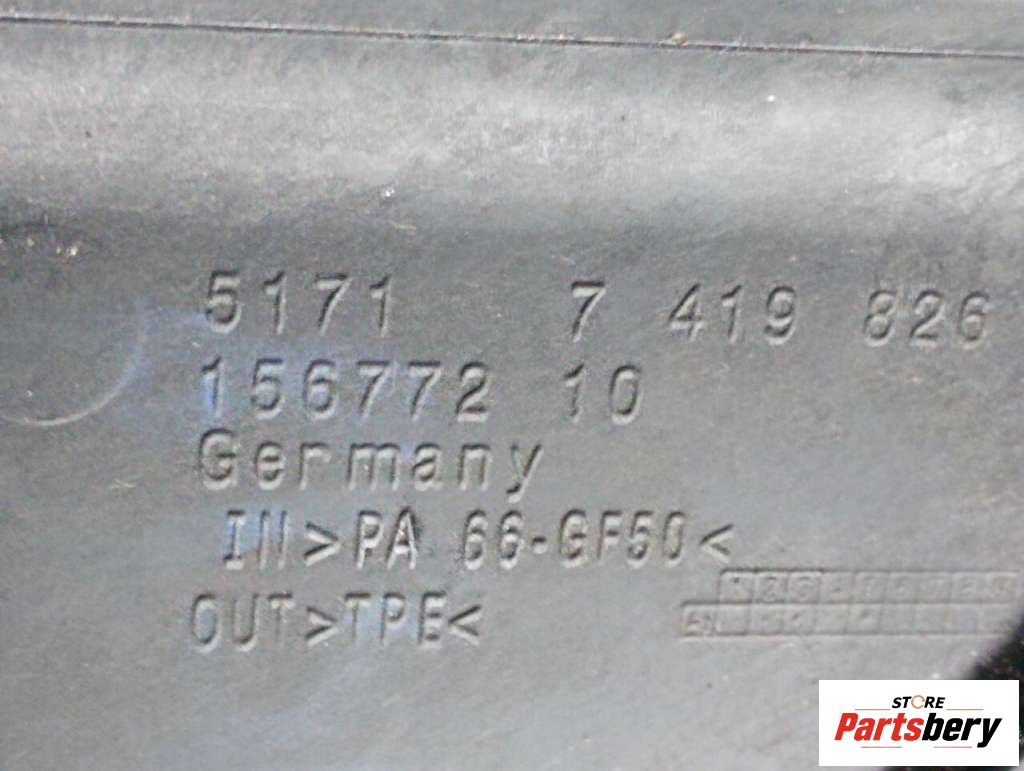 5171 7 419 826
156772 10
Germany
IN>PA 66-GF50<
OUT>TPE<
STORE
Partsbery